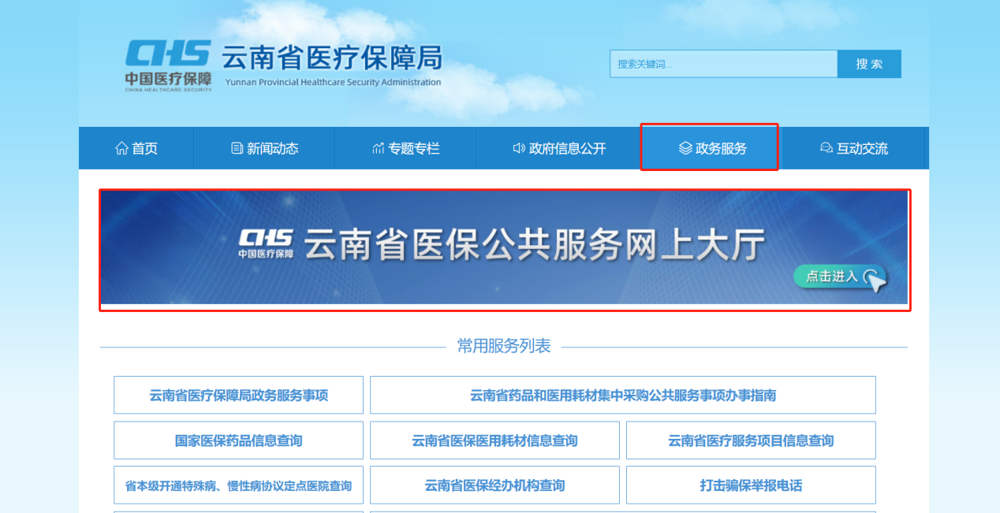 CHS
中国医疗保障
CHINA HEALTHCARE SECURITY
云南省医疗保障局
Yunnan Provincial Healthcare Security Administration
搜索关键词...
搜 索
首页
新闻动态
专题专栏
政府信息公开
政务服务
互动交流
CHS
中国医疗保障
云南省医保公共服务网上大厅
点击进入
常用服务列表
云南省医疗保障局政务服务事项
云南省药品和医用耗材集中采购公共服务事项办事指南
国家医保药品信息查询
云南省医保医用耗材信息查询
云南省医疗服务项目信息查询
省本级开通特殊病、慢性病协议定点医院查询
云南省医保经办机构查询
打击骗保举报电话